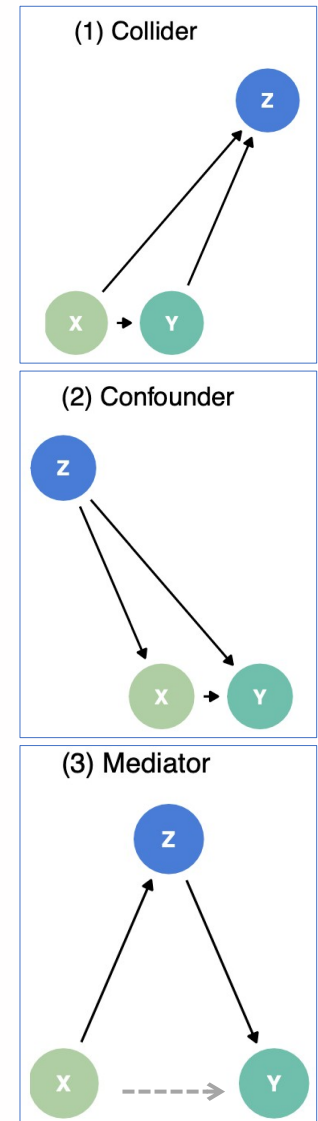 (1) Collider
Z
X
Y
(2) Confounder
Z
X
Y
(3) Mediator
Z
X
Y